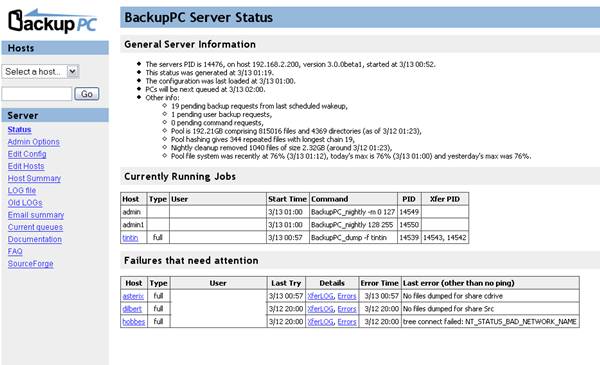 BackupPC
Hosts
Select a host...
Go
Server
Status
Admin Options
Edit Config
Edit Hosts
Host Summary
LOG file
Old LOGs
Email summary
Current queues
Documentation
FAQ
SourceForge
BackupPC Server Status
General Server Information
The servers PID is 14476, on host 192.168.2.200, version 3.0.0beta1, started at 3/13 00:52.
This status was generated at 3/13 01:19.
The configuration was last loaded at 3/13 01:00.
PCs will be next queued at 3/13 02:00.
Other info:
19 pending backup requests from last scheduled wakeup,
1 pending user backup requests,
0 pending command requests,
Pool is 192.21GB comprising 815016 files and 4369 directories (as of 3/12 01:23),
Pool hashing gives 344 repeated files with longest chain 19,
Nightly cleanup removed 1040 files of size 2.32GB (around 3/12 01:23),
Pool file system was recently at 76% (3/13 01:12), today's max is 76% (3/13 01:00) and yesterday's max was 76%.
Currently Running Jobs
Host Type User Start Time Command PID Xfer PID
admin 3/13 01:00 BackupPC_nightly -m 0 127 14549
admin1 3/13 01:00 BackupPC_nightly 128 255 14550
tintin full 3/13 00:57 BackupPC_dump -f tintin 14539 14543, 14542
Failures that need attention
Host Type User Last Try Details Error Time Last error (other than no ping)
asterix full 3/13 00:57 XferLOG, Errors 3/13 00:57 No files dumped for share cdrive
dilbert full 3/12 20:00 XferLOG, Errors 3/12 20:00 No files dumped for share Src
hobbes full 3/12 20:00 XferLOG, Errors 3/12 20:00 tree connect failed: NT_STATUS_BAD_NETWORK_NAME